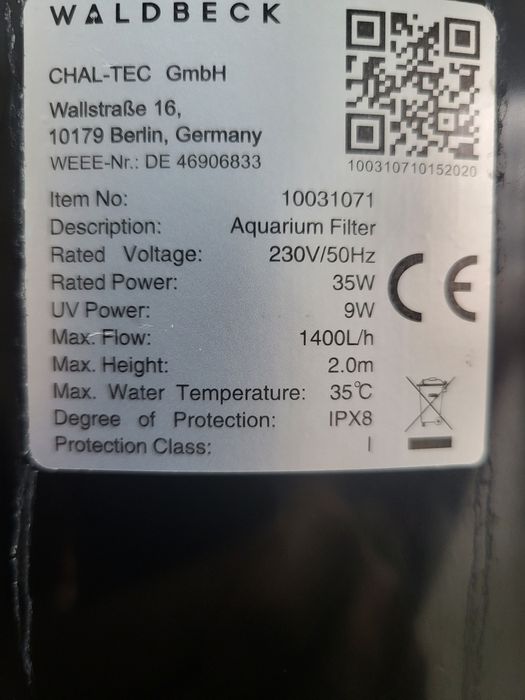 WALDBECK
CHAL-TEC GmbH
Wallstraße 16,
10179 Berlin, Germany
WEEE-Nr.: DE 46906833
100310710152020
Item No: 10031071
Description: Aquarium Filter
Rated Voltage: 230V/50Hz
Rated Power: 35W
UV Power: 9W
Max. Flow: 1400L/h
Max. Height: 2.0m
Max. Water Temperature: 35℃
Degree of Protection: IPX8
Protection Class: I
CE